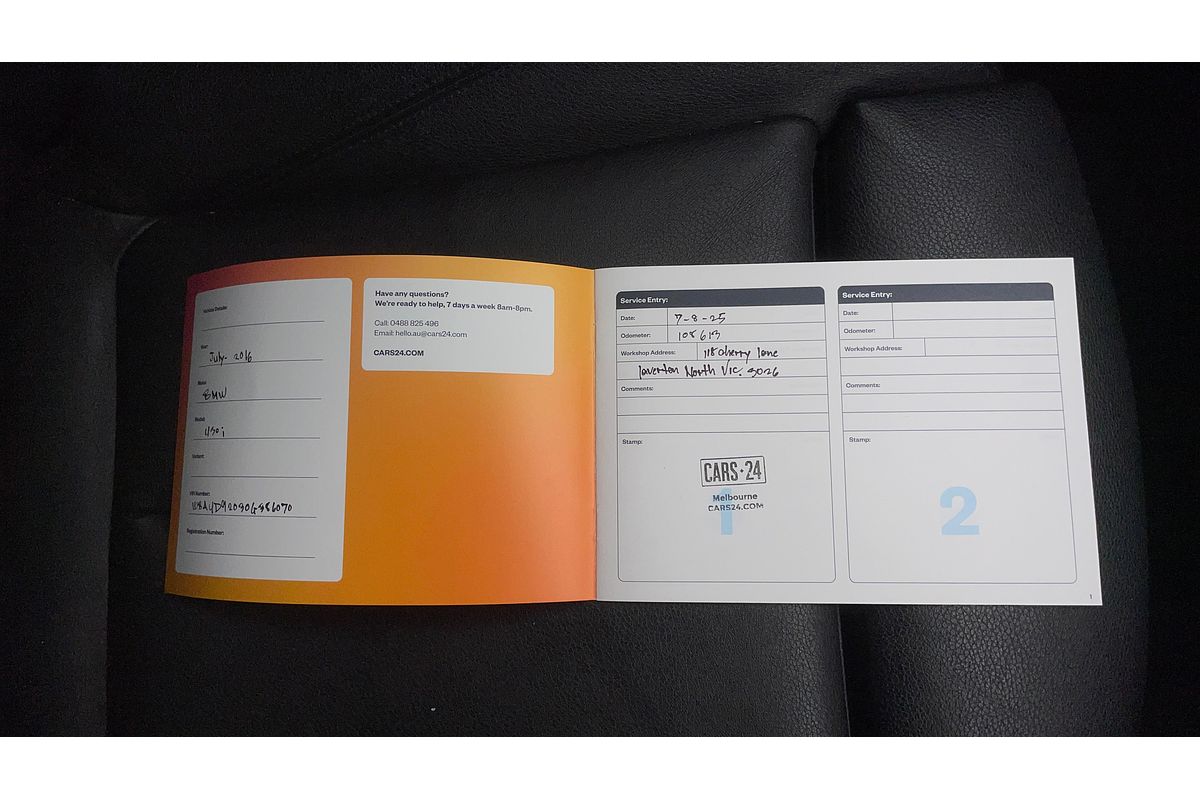 Vehicle Details:
Year:
July - 2016
Make:
BMW
Model:
430i
Variant:
VIN Number:
Registration Number:
Have any questions?
We're ready to help, 7 days a week 8am-8pm.
Call: 0488 825 496
Email: hello.au@cars24.com
CARS24.COM
Service Entry:
Date: 7-8-25
Odometer: 108613
Workshop Address: 118 cherry lane
laverton North Vic. 3026
Comments:
Stamp:
CARS24
Melbourne
CARS24.COM
1
Service Entry:
Date:
Odometer:
Workshop Address:
Comments:
Stamp:
2
1